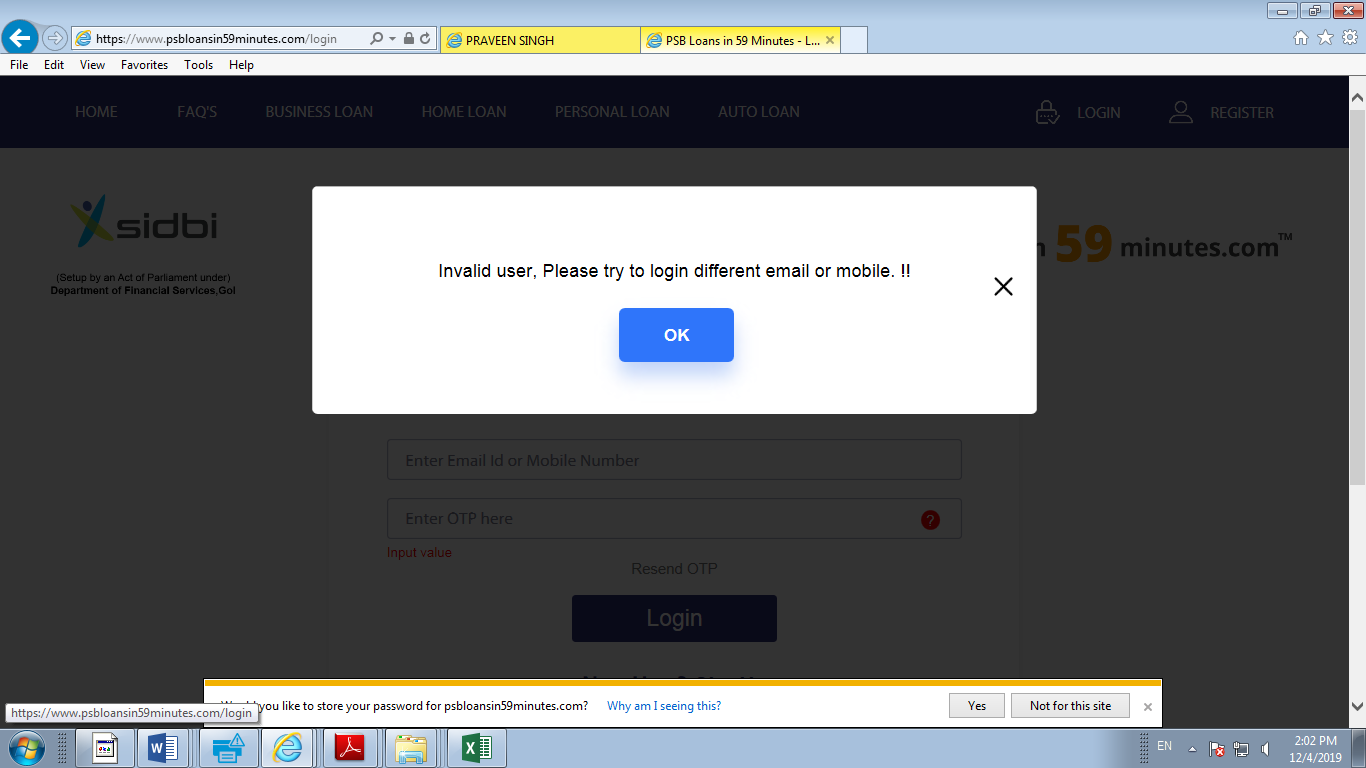 https://www.psbloansin59minutes.com/login
PRAVEEN SINGH
PSB Loans in 59 Minutes - L...
File Edit View Favorites Tools Help
HOME FAQ'S BUSINESS LOAN HOME LOAN PERSONAL LOAN AUTO LOAN LOGIN REGISTER
sidbi
(Setup by an Act of Parliament under)
Department of Financial Services,GoI
n 59 minutes.com™
Invalid user, Please try to login different email or mobile. !!
OK
Enter Email Id or Mobile Number
Enter OTP here
?
Input value
Resend OTP
Login
you like to store your password for psbloansin59minutes.com? Why am I seeing this? Yes Not for this site
https://www.psbloansin59minutes.com/login
EN
2:02 PM
12/4/2019